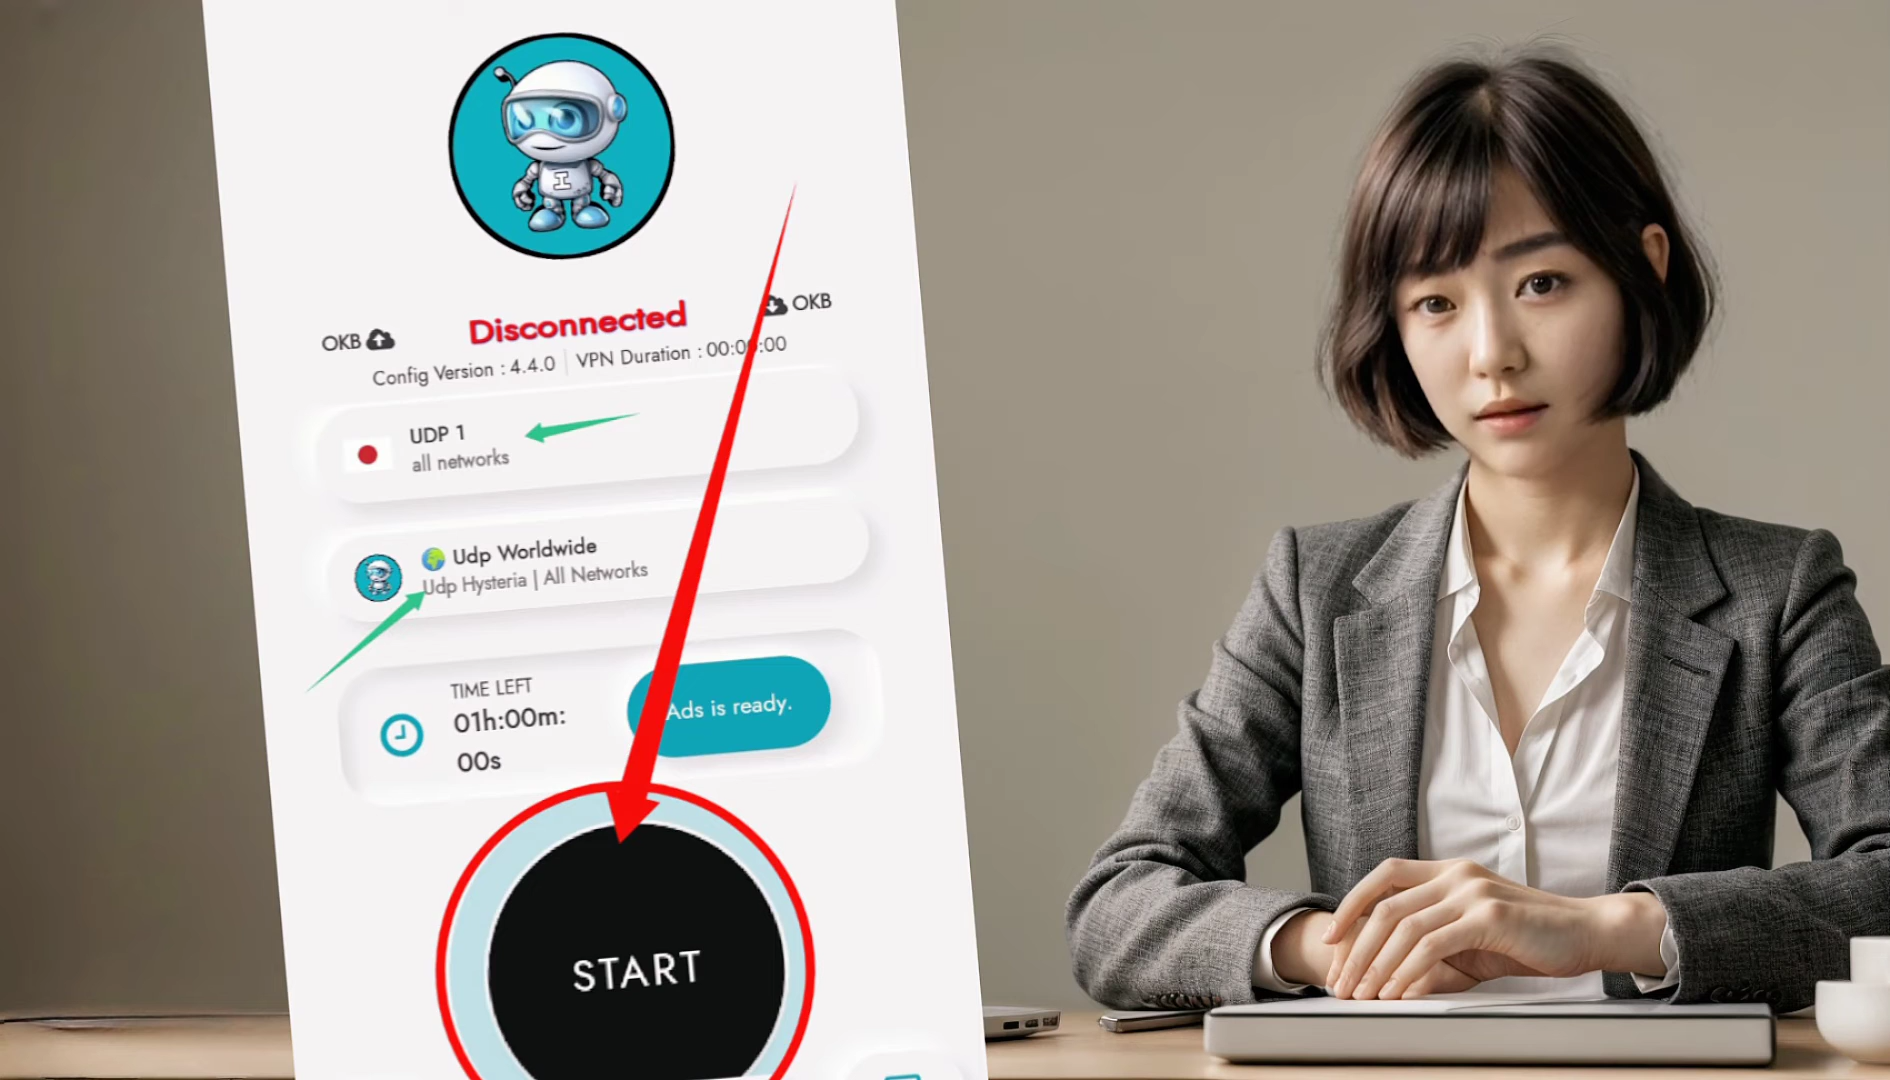 I
Disconnected
OKB
OKB
Config Version : 4.4.0 | VPN Duration : 00:00:00
UDP 1
all networks
Udp Worldwide
Udp Hysteria | All Networks
TIME LEFT
01h:00m:
00s
Ads is ready.
START